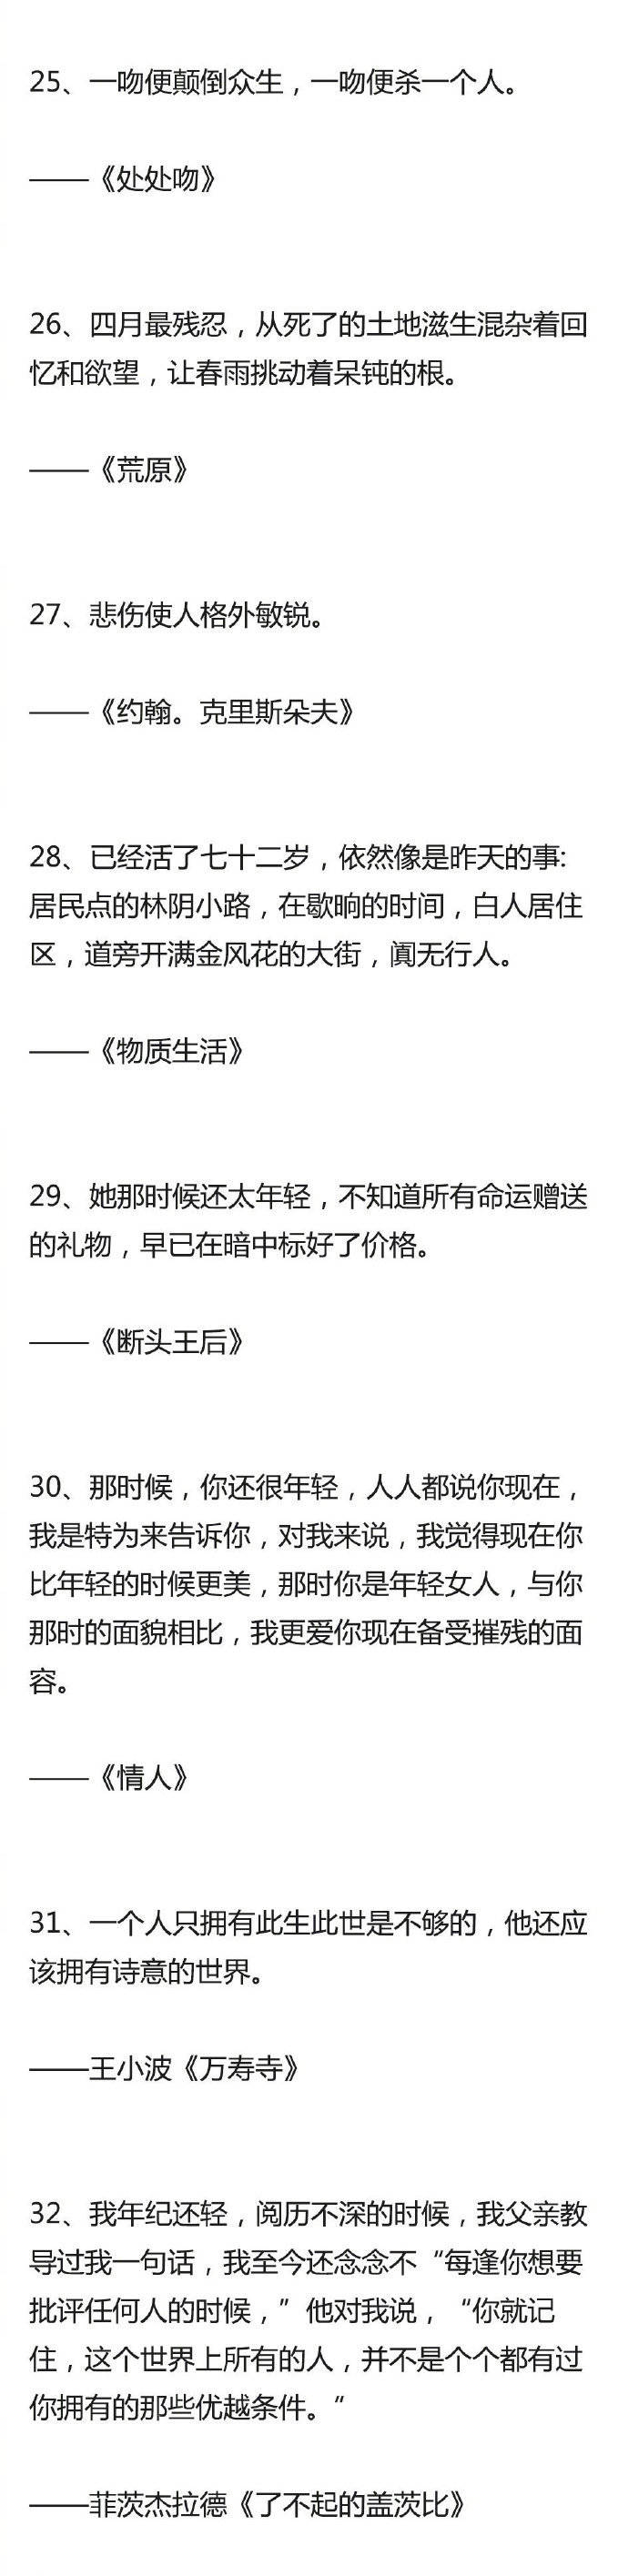 25、一吻便颠倒众生，一吻便杀一个人。
——《处处吻》
26、四月最残忍，从死了的土地滋生混杂着回
忆和欲望，让春雨挑动着呆钝的根。
——《荒原》
27、悲伤使人格外敏锐。
——《约翰。克里斯朵夫》
28、已经活了七十二岁，依然像是昨天的事:
居民点的林阴小路，在歇晌的时间，白人居住
区，道旁开满金风花的大街，阗无行人。
——《物质生活》
29、她那时候还太年轻，不知道所有命运赠送
的礼物，早已在暗中标好了价格。
——《断头王后》
30、那时候，你还很年轻，人人都说你现在，
我是特为来告诉你，对我来说，我觉得现在你
比年轻的时候更美，那时你是年轻女人，与你
那时的面貌相比，我更爱你现在备受摧残的面
容。
——《情人》
31、一个人只拥有此生此世是不够的，他还应
该拥有诗意的世界。
——王小波《万寿寺》
32、我年纪还轻，阅历不深的时候，我父亲教
导过我一句话，我至今还念念不“每逢你想要
批评任何人的时候，”他对我说，“你就记
住，这个世界上所有的人，并不是个个都有过
你拥有的那些优越条件。“
——菲茨杰拉德《了不起的盖茨比》